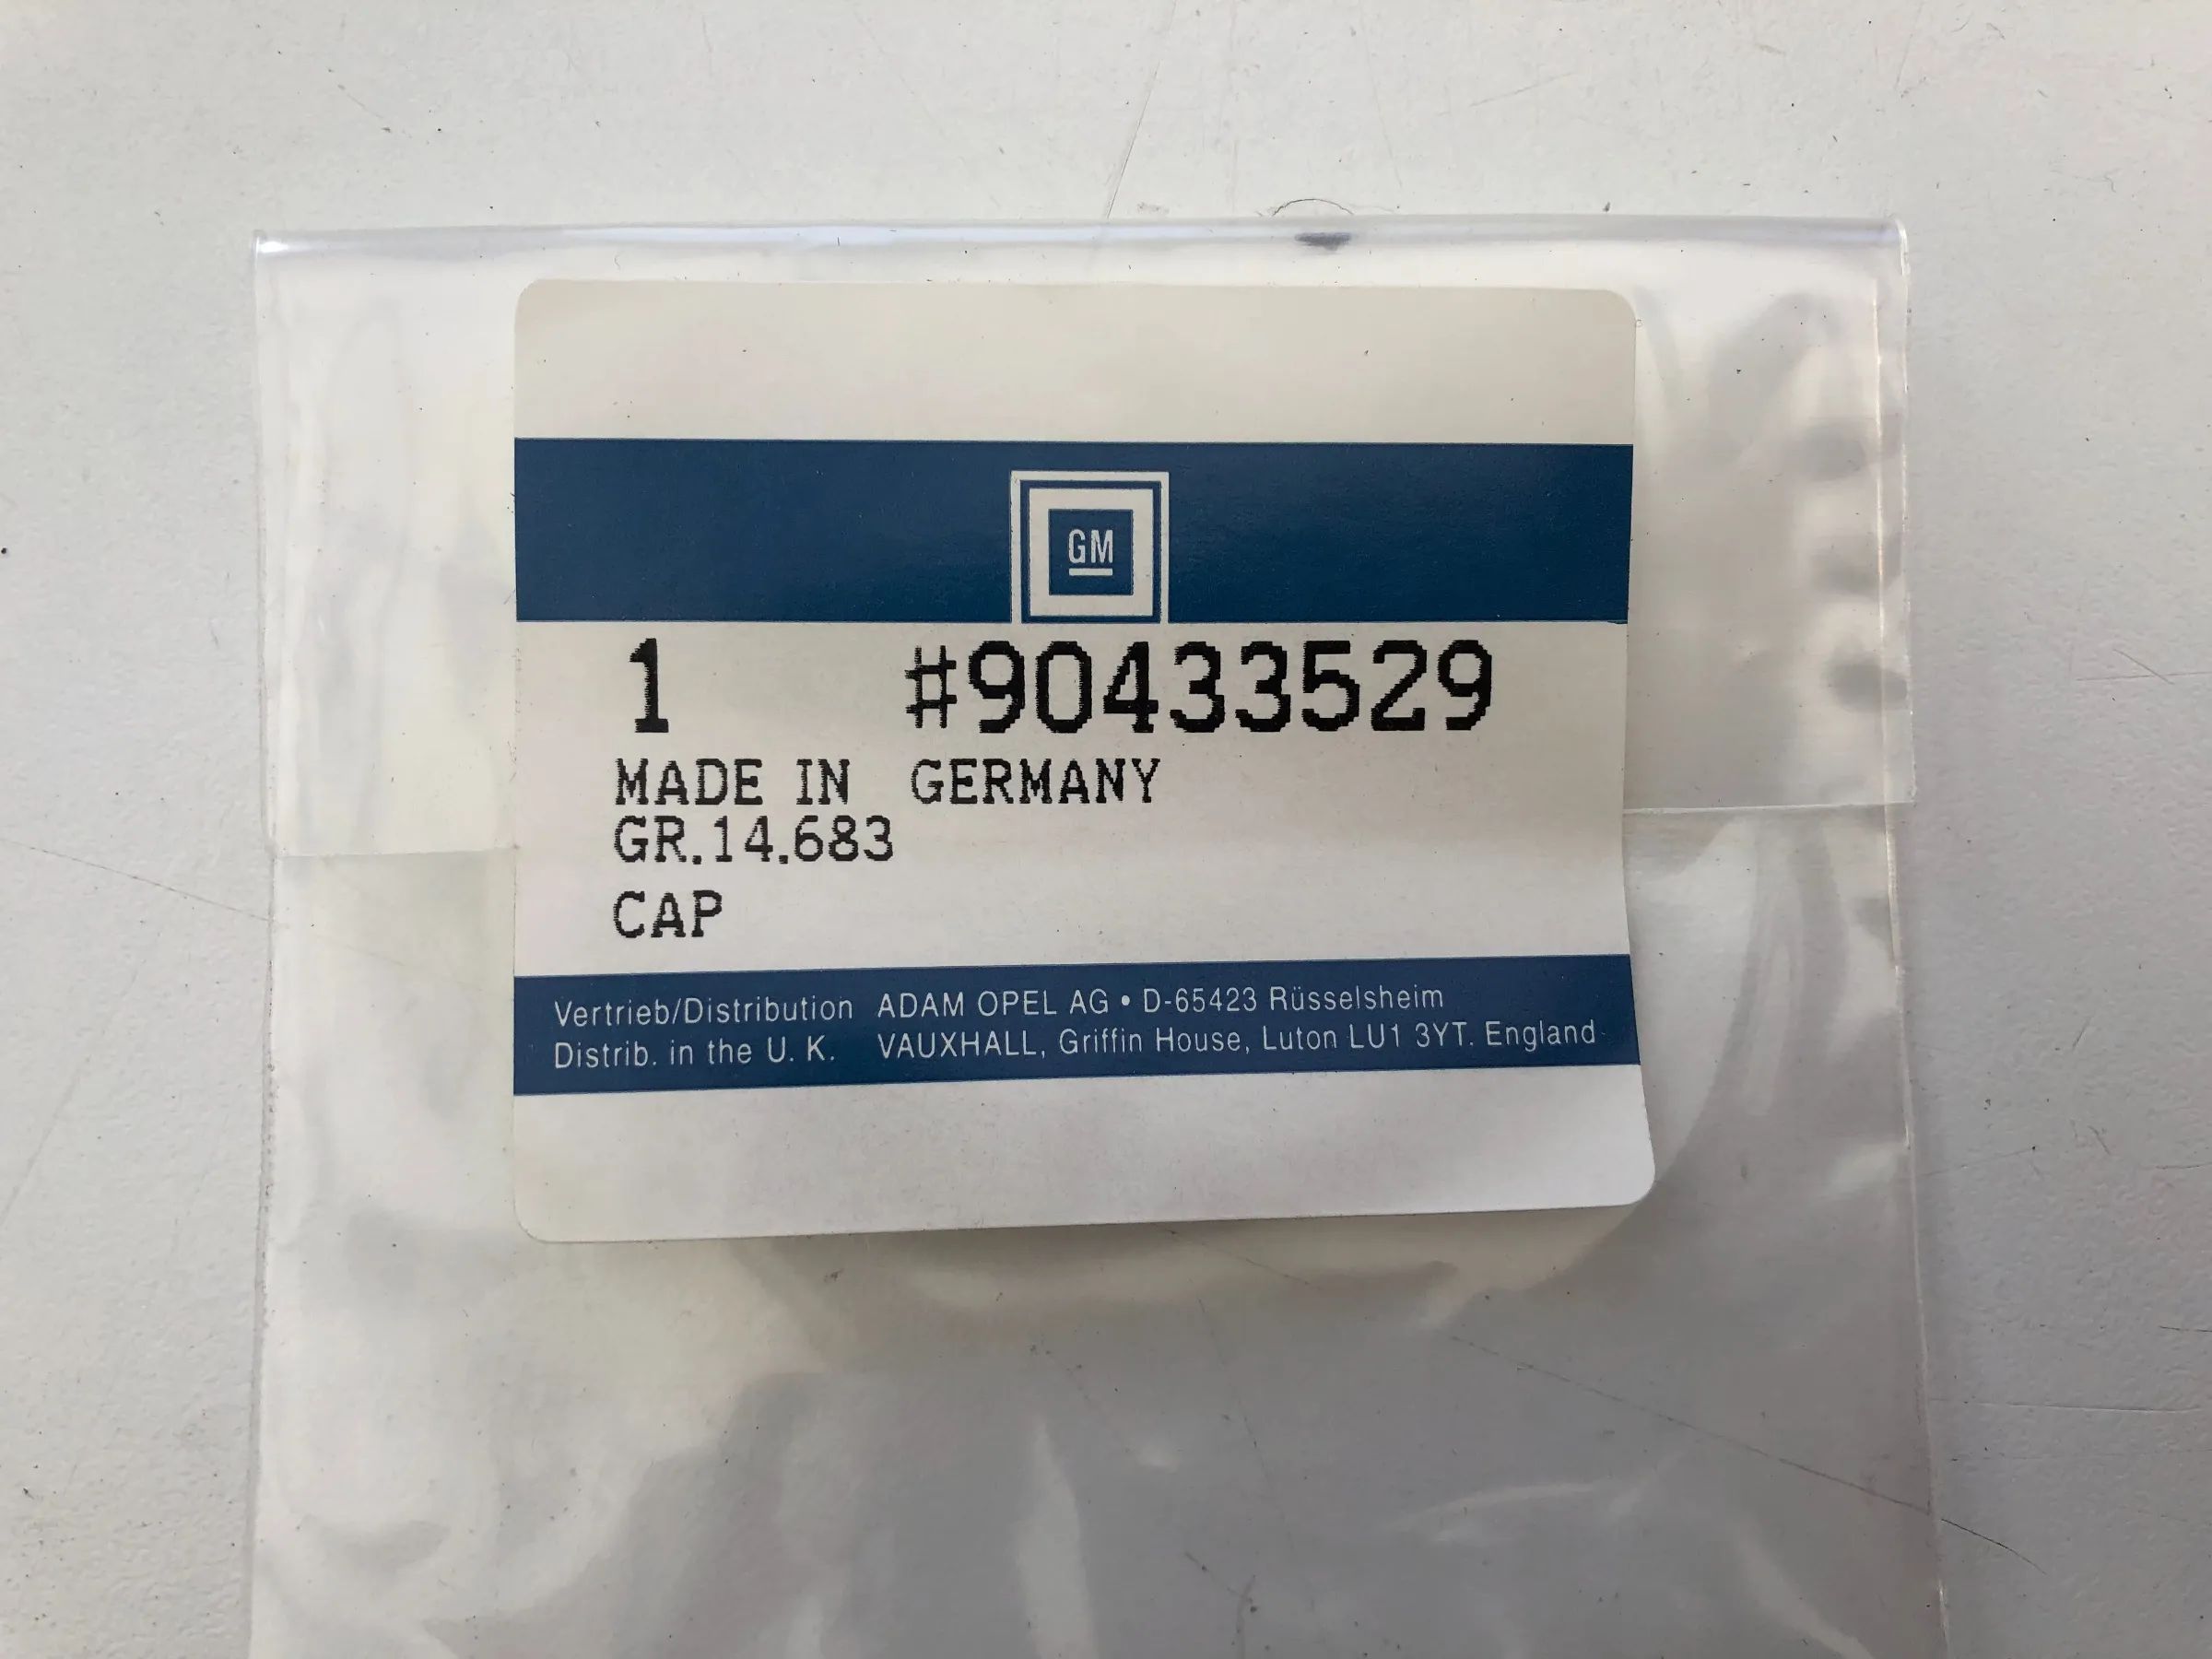 GM
1 #90433529
MADE IN GERMANY
GR.14.683
CAP
Vertrieb/Distribution ADAM OPEL AG • D-65423 Rüsselsheim
Distrib. in the U. K. VAUXHALL, Griffin House, Luton LU1 3YT. England